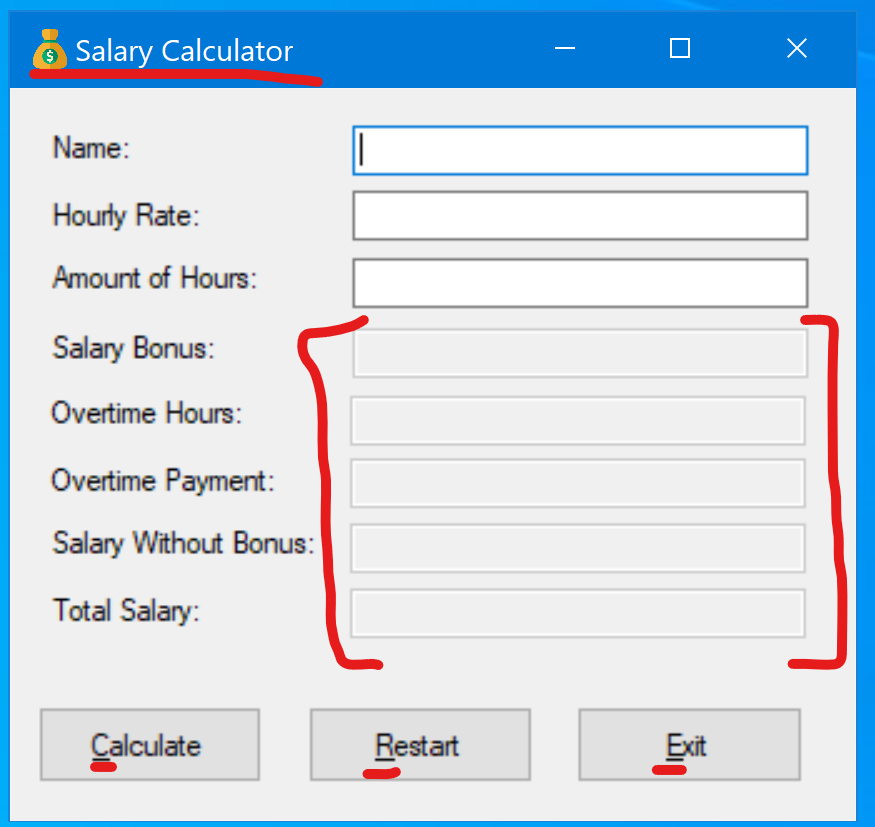 Salary Calculator
Name:
Hourly Rate:
Amount of Hours:
Salary Bonus:
Overtime Hours:
Overtime Payment:
Salary Without Bonus:
Total Salary:
Calculate Restart Exit